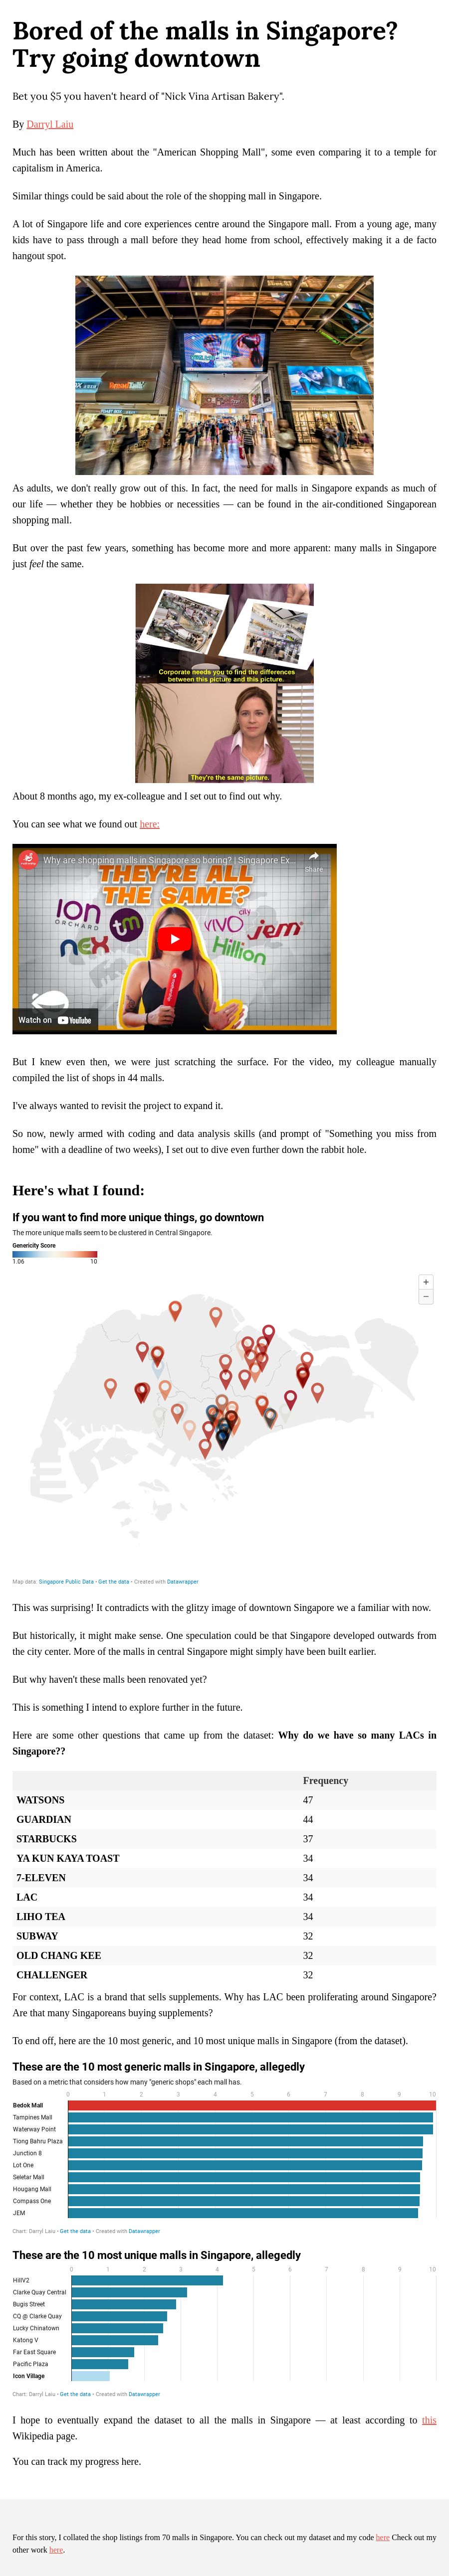 Bored of the malls in Singapore?
Try going downtown
Bet you $5 you haven't heard of "Nick Vina Artisan Bakery".
By Darryl Laiu
Much has been written about the "American Shopping Mall", some even comparing it to a temple for
capitalism in America.
Similar things could be said about the role of the shopping mall in Singapore.
A lot of Singapore life and core experiences centre around the Singapore mall. From a young age, many
kids have to pass through a mall before they head home from school, effectively making it a de facto
hangout spot.
BreadTalk
As adults, we don't really grow out of this. In fact, the need for malls in Singapore expands as much of
our life — whether they be hobbies or necessities — can be found in the air-conditioned Singaporean
shopping mall.
But over the past few years, something has become more and more apparent: many malls in Singapore
just feel the same.
Corporate needs you to find the differences
between this picture and this picture.
They're the same picture.
About 8 months ago, my ex-colleague and I set out to find out why.
You can see what we found out here:
Why are shopping malls in Singapore so boring? | Singapore Ex...
Share
THEY'RE ALL
THE SAME?
ION
ORCHARD
tm
VIVO
city
jem
nex
Hillion
Watch on YouTube
But I knew even then, we were just scratching the surface. For the video, my colleague manually
compiled the list of shops in 44 malls.
I've always wanted to revisit the project to expand it.
So now, newly armed with coding and data analysis skills (and prompt of "Something you miss from
home" with a deadline of two weeks), I set out to dive even further down the rabbit hole.
Here's what I found:
If you want to find more unique things, go downtown
The more unique malls seem to be clustered in Central Singapore.
Genericity Score
1.06 10
+
−
Map data: Singapore Public Data • Get the data • Created with Datawrapper
This was surprising! It contradicts with the glitzy image of downtown Singapore we a familiar with now.
But historically, it might make sense. One speculation could be that Singapore developed outwards from
the city center. More of the malls in central Singapore might simply have been built earlier.
But why haven't these malls been renovated yet?
This is something I intend to explore further in the future.
Here are some other questions that came up from the dataset: Why do we have so many LACs in
Singapore??
Frequency
WATSONS 47
GUARDIAN 44
STARBUCKS 37
YA KUN KAYA TOAST 34
7-ELEVEN 34
LAC 34
LIHO TEA 34
SUBWAY 32
OLD CHANG KEE 32
CHALLENGER 32
For context, LAC is a brand that sells supplements. Why has LAC been proliferating around Singapore?
Are that many Singaporeans buying supplements?
To end off, here are the 10 most generic, and 10 most unique malls in Singapore (from the dataset).
These are the 10 most generic malls in Singapore, allegedly
Based on a metric that considers how many "generic shops" each mall has.
0 1 2 3 4 5 6 7 8 9 10
Bedok Mall
Tampines Mall
Waterway Point
Tiong Bahru Plaza
Junction 8
Lot One
Seletar Mall
Hougang Mall
Compass One
JEM
Chart: Darryl Laiu • Get the data • Created with Datawrapper
These are the 10 most unique malls in Singapore, allegedly
0 1 2 3 4 5 6 7 8 9 10
HillV2
Clarke Quay Central
Bugis Street
CQ @ Clarke Quay
Lucky Chinatown
Katong V
Far East Square
Pacific Plaza
Icon Village
Chart: Darryl Laiu • Get the data • Created with Datawrapper
I hope to eventually expand the dataset to all the malls in Singapore — at least according to this
Wikipedia page.
You can track my progress here.
For this story, I collated the shop listings from 70 malls in Singapore. You can check out my dataset and my code here Check out my
other work here.